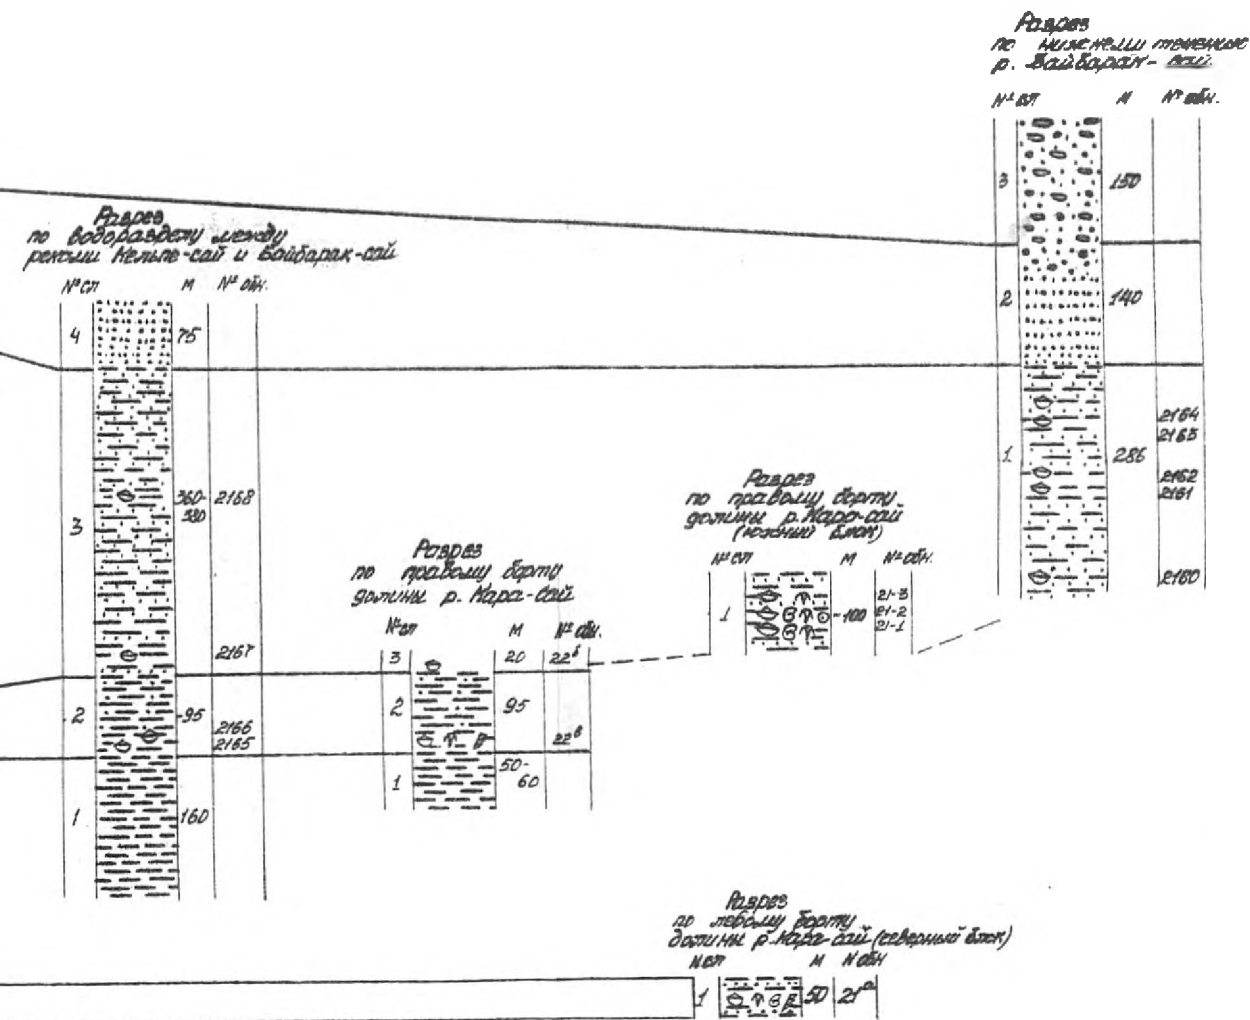 Разрез
по нижнему течению
р. Байбарак- сай.
№ сл М № обн.
3 150
2 140
1 286
2164
2163
2162
2161
2160
Разрез
по водоразделу между
реками Кельте-сай и Байбарак-сай
№ сл М № обн.
4 75
3 360-380 2168
2167
2 95
2166
2165
1 160
Разрез
по правому борту
долины р. Кара-сай
№ сл М № обн.
3 20 22б
2 95
22в
1 50-
60
Разрез
по правому борту
долины р. Кара-сай
(южный блок)
№ сл М № обн.
1 ~100
21-3
21-2
21-1
Разрез
по левому борту
долины р. Кара-сай (северный блок)
N сл М N обн
1 50 21а